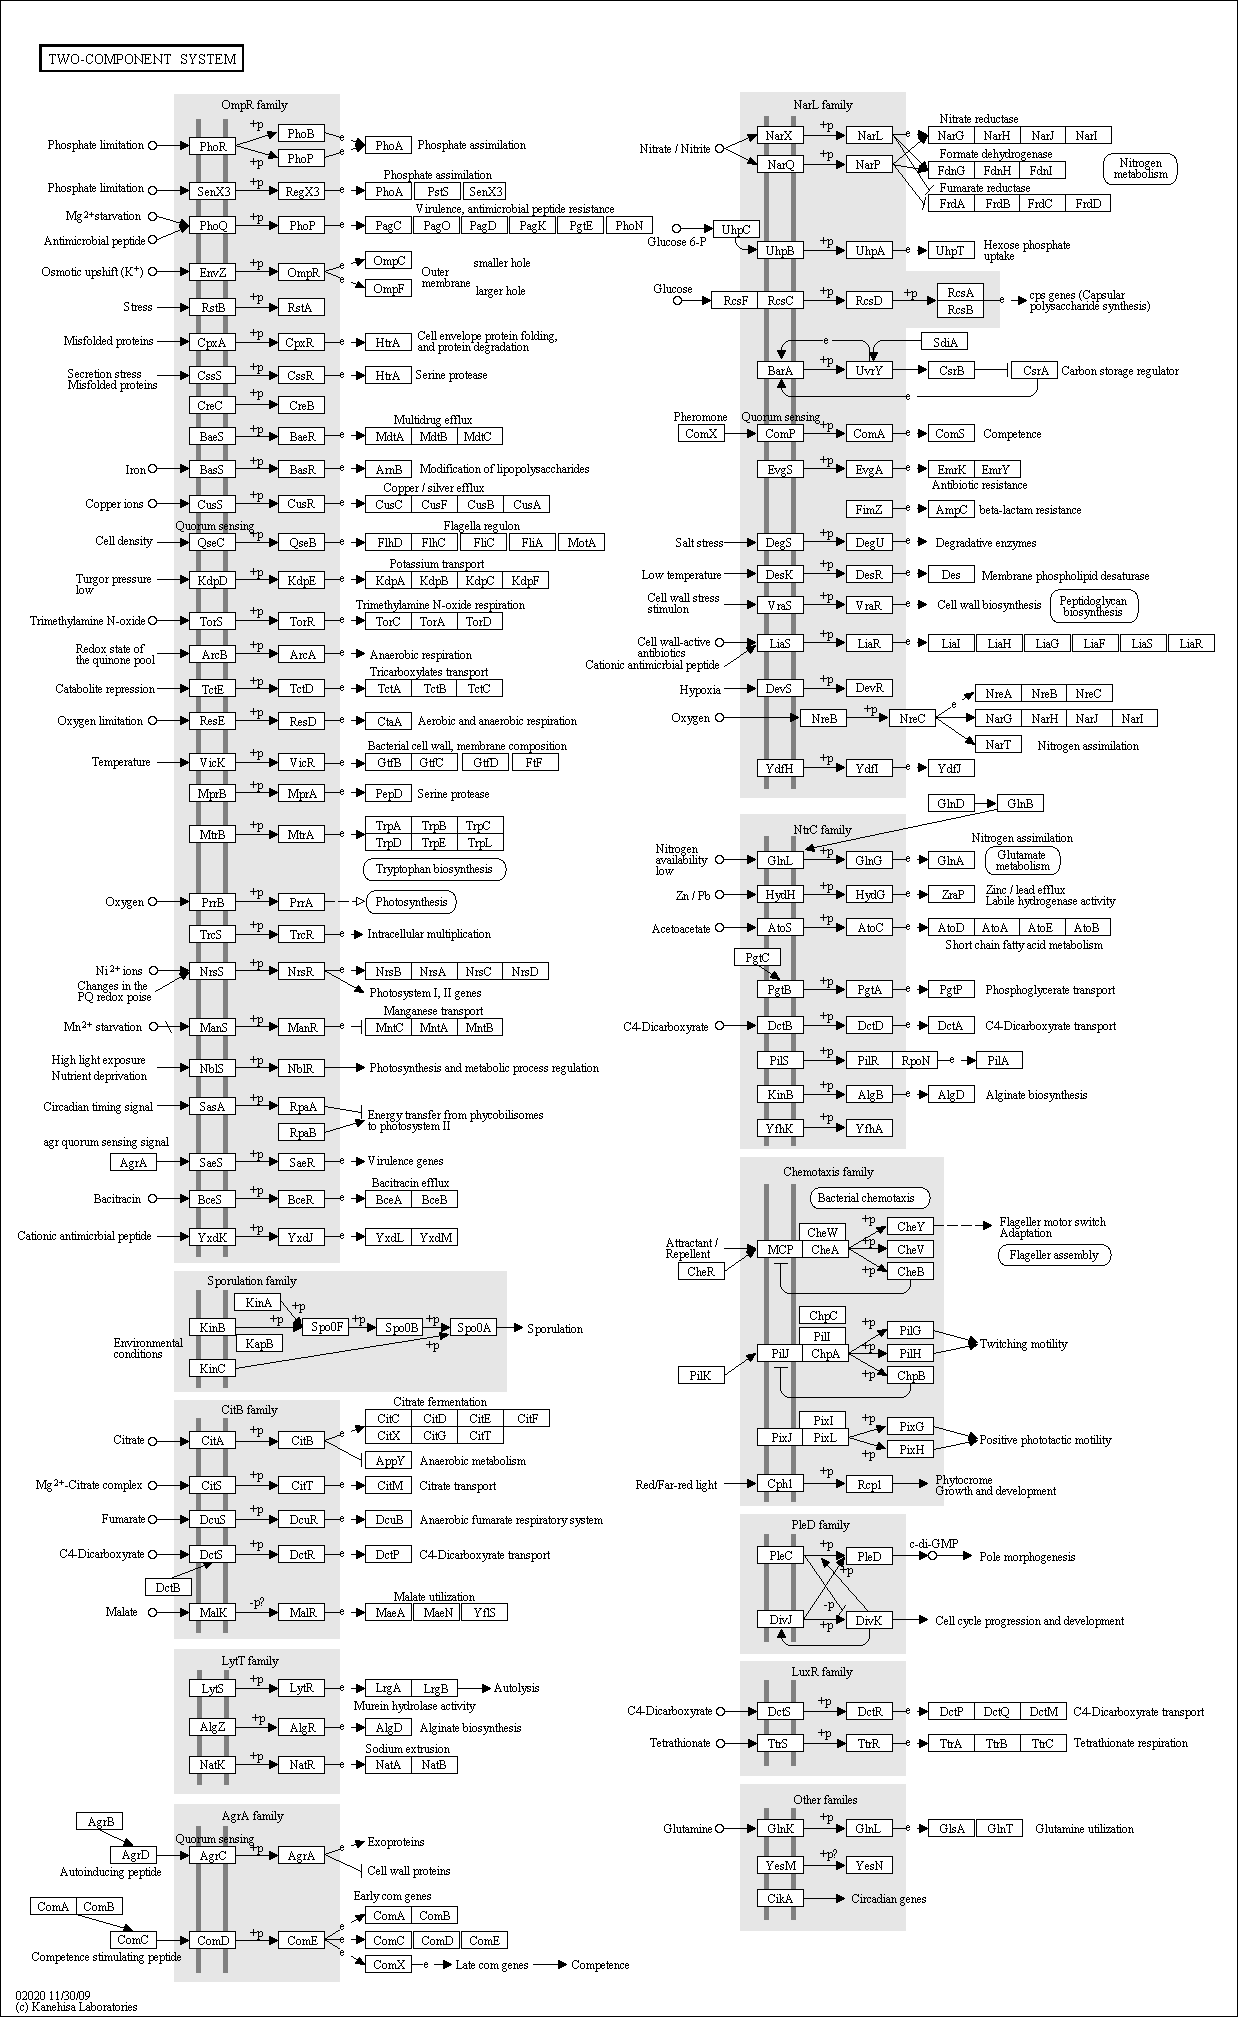 TWO-COMPONENT SYSTEM
OmpR family
Phosphate limitation PhoR +p PhoB e PhoA Phosphate assimilation
+p PhoP e
Phosphate assimilation
Phosphate limitation SenX3 +p RegX3 e PhoA PstS SenX3
Virulence, antimicrobial peptide resistance
Mg2+starvation
PhoQ +p PhoP e PagC PagO PagD PagK PgtE PhoN
Antimicrobial peptide
Osmotic upshift (K+) EnvZ +p OmpR e OmpC smaller hole
Outer membrane
e OmpF larger hole
Stress RstB +p RstA
Misfolded proteins CpxA +p CpxR e HtrA Cell envelope protein folding, and protein degradation
Secretion stress
Misfolded proteins
CssS +p CssR e HtrA Serine protease
CreC +p CreB
Multidrug efflux
BaeS +p BaeR e MdtA MdtB MdtC
Iron BasS +p BasR e ArnB Modification of lipopolysaccharides
Copper / silver efflux
Copper ions CusS +p CusR e CusC CusF CusB CusA
Quorum sensing
Flagella regulon
Cell density QseC +p QseB e FlhD FlhC FliC FliA MotA
Potassium transport
Turgor pressure low KdpD +p KdpE e KdpA KdpB KdpC KdpF
Trimethylamine N-oxide respiration
Trimethylamine N-oxide TorS +p TorR e TorC TorA TorD
Redox state of the quinone pool ArcB +p ArcA e Anaerobic respiration
Tricarboxylates transport
Catabolite repression TctE +p TctD e TctA TctB TctC
Oxygen limitation ResE +p ResD e CtaA Aerobic and anaerobic respiration
Bacterial cell wall, membrane composition
Temperature VicK +p VicR e GtfB GtfC GtfD FtF
MprB +p MprA e PepD Serine protease
MtrB +p MtrA e TrpA TrpB TrpC
TrpD TrpE TrpL
Tryptophan biosynthesis
Oxygen PrrB +p PrrA Photosynthesis
TrcS +p TrcR e Intracellular multiplication
Ni2+ ions
Changes in the PQ redox poise
NrsS +p NrsR e NrsB NrsA NrsC NrsD
Photosystem I, II genes
Manganese transport
Mn2+ starvation ManS +p ManR e MntC MntA MntB
High light exposure
Nutrient deprivation
NblS +p NblR Photosynthesis and metabolic process regulation
Circadian timing signal SasA +p RpaA
Energy transfer from phycobilisomes to photosystem II
RpaB
agr quorum sensing signal
AgrA SaeS +p SaeR e Virulence genes
Bacitracin efflux
Bacitracin BceS +p BceR e BceA BceB
Cationic antimicrbial peptide YxdK +p YxdJ e YxdL YxdM
Sporulation family
KinA +p
KinB +p Spo0F +p Spo0B +p Spo0A Sporulation
Environmental conditions
KapB +p
KinC
CitB family
Citrate fermentation
Citrate CitA +p CitB e CitC CitD CitE CitF
CitX CitG CitT
AppY Anaerobic metabolism
Mg2+-Citrate complex CitS +p CitT e CitM Citrate transport
Fumarate DcuS +p DcuR e DcuB Anaerobic fumarate respiratory system
C4-Dicarboxyrate DctS +p DctR e DctP C4-Dicarboxyrate transport
DctB
Malate utilization
Malate MalK -p? MalR e MaeA MaeN YflS
LytT family
LytS +p LytR e LrgA LrgB Autolysis
Murein hydrolase activity
AlgZ +p AlgR e AlgD Alginate biosynthesis
Sodium extrusion
NatK +p NatR e NatA NatB
AgrA family
AgrB
Quorum sensing
AgrD AgrC +p AgrA e Exoproteins
Autoinducing peptide
Cell wall proteins
Early com genes
ComA ComB
e ComA ComB
ComC ComD +p ComE e ComC ComD ComE
Competence stimulating peptide
e ComX e Late com genes Competence
02020 11/30/09
(c) Kanehisa Laboratories
NarL family
Nitrate reductase
Nitrate / Nitrite NarX +p NarL e NarG NarH NarJ NarI
Formate dehydrogenase
NarQ +p NarP e FdnG FdnH FdnI
Nitrogen metabolism
Fumarate reductase
FrdA FrdB FrdC FrdD
UhpC
Glucose 6-P
UhpB +p UhpA e UhpT Hexose phosphate uptake
Glucose RcsF RcsC +p RcsD +p RcsA RcsB e cps genes (Capsular polysaccharide synthesis)
e SdiA
BarA +p UvrY CsrB CsrA Carbon storage regulator
e
Pheromone Quorum sensing
ComX ComP +p ComA e ComS Competence
EvgS +p EvgA e EmrK EmrY
Antibiotic resistance
FimZ e AmpC beta-lactam resistance
Salt stress DegS +p DegU e Degradative enzymes
Low temperature DesK +p DesR e Des Membrane phospholipid desaturase
Cell wall stress stimulon VraS +p VraR e Cell wall biosynthesis Peptidoglycan biosynthesis
Cell wall-active antibiotics
Cationic antimicrbial peptide
LiaS +p LiaR e LiaI LiaH LiaG LiaF LiaS LiaR
Hypoxia DevS +p DevR
Oxygen NreB +p NreC e NreA NreB NreC
NarG NarH NarJ NarI
NarT Nitrogen assimilation
YdfH +p YdfI e YdfJ
GlnD GlnB
NtrC family
Nitrogen assimilation
Nitrogen availability low GlnL +p GlnG e GlnA Glutamate metabolism
Zn / Pb HydH +p HydG e ZraP Zinc / lead efflux
Labile hydrogenase activity
Acetoacetate AtoS +p AtoC e AtoD AtoA AtoE AtoB
Short chain fatty acid metabolism
PgtC
PgtB +p PgtA e PgtP Phosphoglycerate transport
C4-Dicarboxyrate DctB +p DctD e DctA C4-Dicarboxyrate transport
PilS +p PilR RpoN e PilA
KinB +p AlgB e AlgD Alginate biosynthesis
YfhK +p YfhA
Chemotaxis family
Bacterial chemotaxis
CheW +p CheY Flageller motor switch
Adaptation
Attractant / Repellent MCP CheA +p CheV Flageller assembly
CheR +p CheB
ChpC
PilI +p PilG
PilJ ChpA +p PilH Twitching motility
PilK +p ChpB
PixI +p PixG
PixJ PixL Positive phototactic motility
+p PixH
Red/Far-red light Cph1 +p Rcp1 Phytocrome
Growth and development
PleD family
PleC +p PleD c-di-GMP Pole morphogenesis
+p
-p
DivJ +p DivK Cell cycle progression and development
LuxR family
C4-Dicarboxyrate DctS +p DctR e DctP DctQ DctM C4-Dicarboxyrate transport
Tetrathionate TtrS +p TtrR e TtrA TtrB TtrC Tetrathionate respiration
Other familes
Glutamine GlnK +p GlnL e GlsA GlnT Glutamine utilization
YesM +p? YesN
CikA Circadian genes